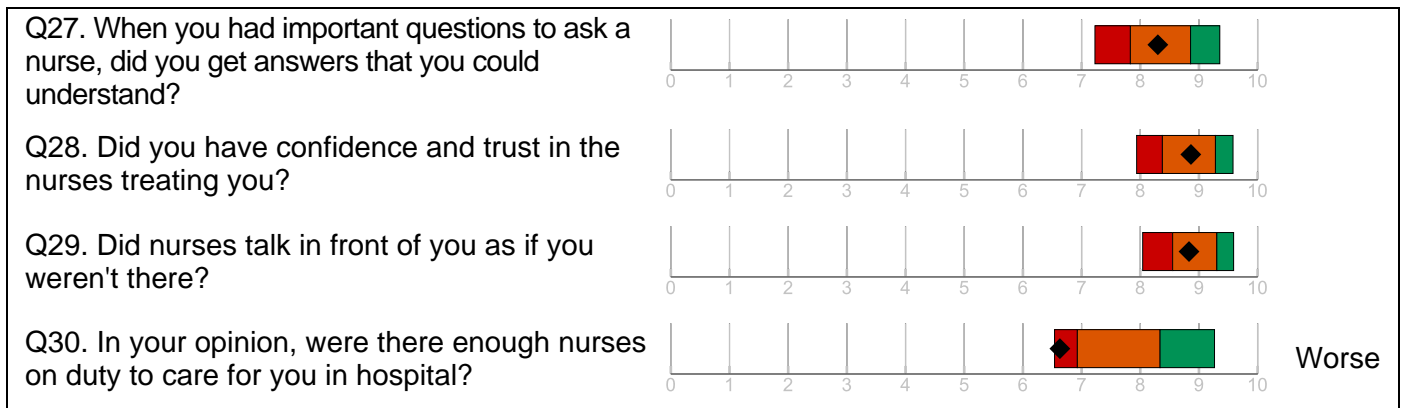 Q27. When you had important questions to ask a
nurse, did you get answers that you could
understand?
0 1 2 3 4 5 6 7 8 9 10
Q28. Did you have confidence and trust in the
nurses treating you?
0 1 2 3 4 5 6 7 8 9 10
Q29. Did nurses talk in front of you as if you
weren't there?
0 1 2 3 4 5 6 7 8 9 10
Q30. In your opinion, were there enough nurses
on duty to care for you in hospital?
0 1 2 3 4 5 6 7 8 9 10
Worse